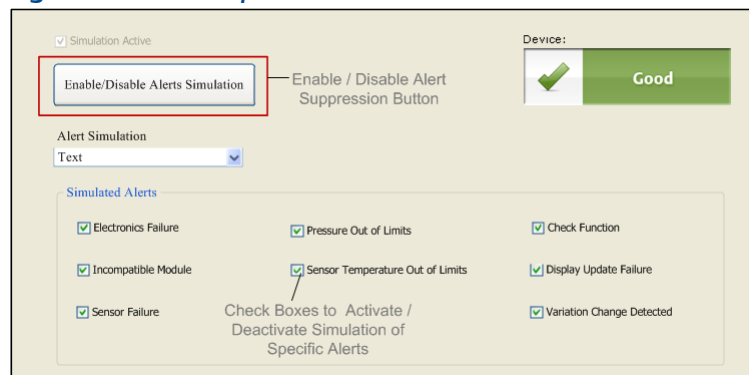 Simulation Active
Device:
Good
Enable/Disable Alerts Simulation
Enable / Disable Alert
Suppression Button
Alert Simulation
Text
Simulated Alerts
Electronics Failure
Pressure Out of Limits
Check Function
Incompatible Module
Sensor Temperature Out of Limits
Display Update Failure
Sensor Failure
Check Boxes to Activate /
Deactivate Simulation of
Specific Alerts
Variation Change Detected